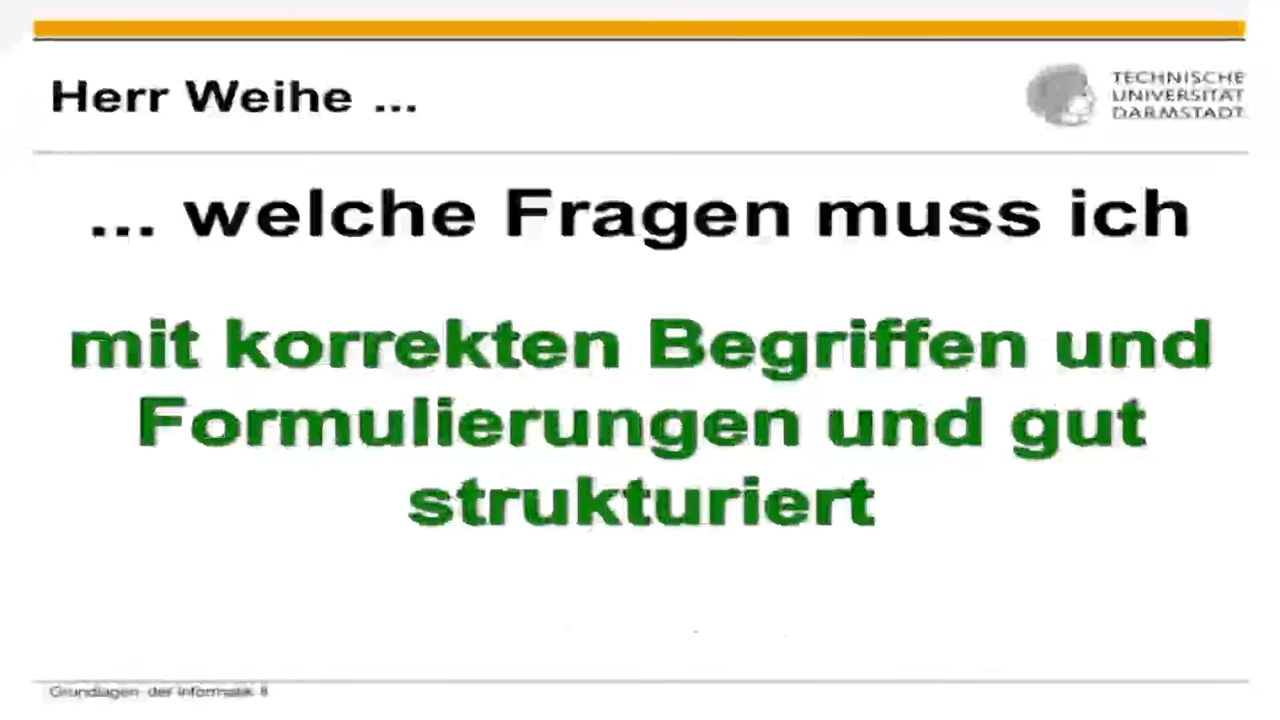 Herr Weihe ...
TECHNISCHE
UNIVERSITÄT
DARMSTADT
... welche Fragen muss ich
mit korrekten Begriffen und
Formulierungen und gut
strukturiert
Grundlagen der Informatik II